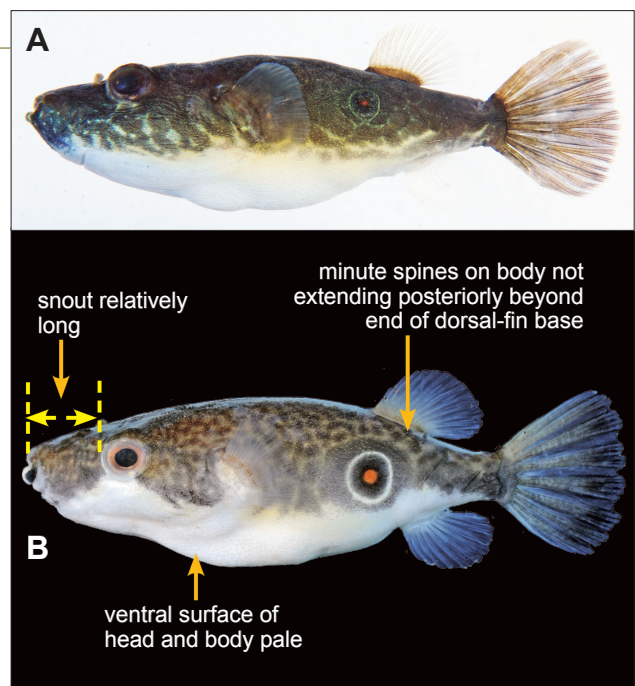 A
snout relatively
long
minute spines on body not
extending posteriorly beyond
end of dorsal-fin base
B
ventral surface of
head and body pale